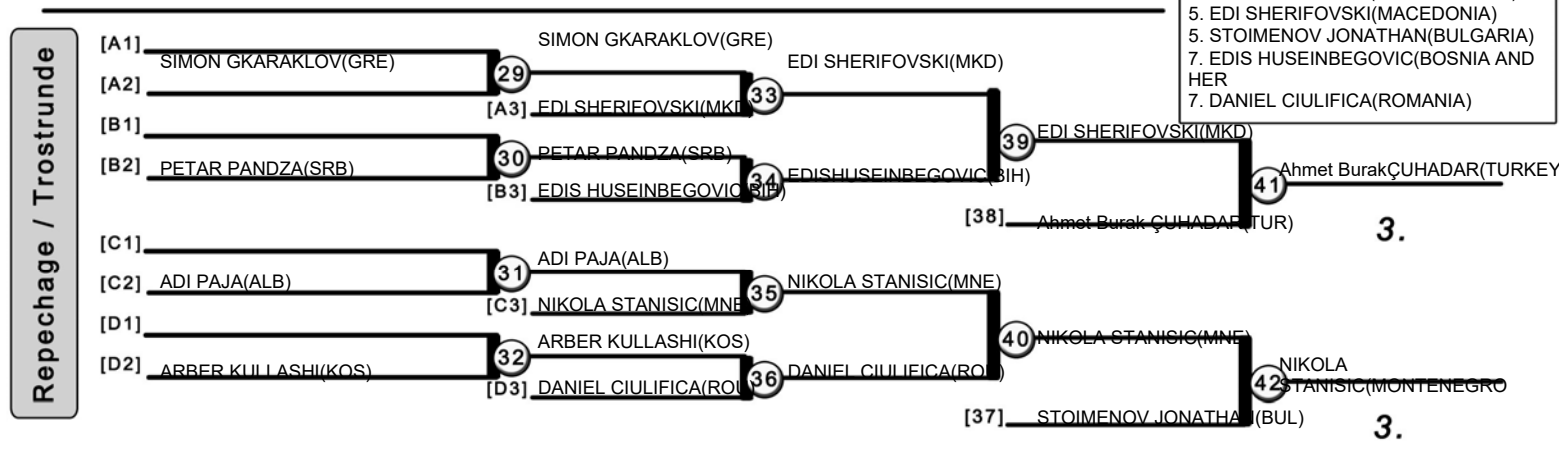 5. EDI SHERIFOVSKI(MACEDONIA)
5. STOIMENOV JONATHAN(BULGARIA)
7. EDIS HUSEINBEGOVIC(BOSNIA AND
HER
7. DANIEL CIULIFICA(ROMANIA)
Repechage / Trostrunde
[A1]
SIMON GKARAKLOV(GRE)
[A2]
29
SIMON GKARAKLOV(GRE)
[A3] EDI SHERIFOVSKI(MKD)
33
EDI SHERIFOVSKI(MKD)
[B1]
[B2] PETAR PANDZA(SRB)
30
PETAR PANDZA(SRB)
[B3] EDIS HUSEINBEGOVIC(BIH)
34
EDISHUSEINBEGOVIC(BIH)
39
EDI SHERIFOVSKI(MKD)
[38] Ahmet Burak ÇUHADAR(TUR)
41
Ahmet BurakÇUHADAR(TURKEY
3.
[C1]
[C2] ADI PAJA(ALB)
31
ADI PAJA(ALB)
[C3] NIKOLA STANISIC(MNE
35
NIKOLA STANISIC(MNE)
[D1]
[D2] ARBER KULLASHI(KOS)
32
ARBER KULLASHI(KOS)
[D3] DANIEL CIULIFICA(ROU
36
DANIEL CIULIFICA(ROU)
40
NIKOLA STANISIC(MNE)
[37] STOIMENOV JONATHAN(BUL)
42
NIKOLA
STANISIC(MONTENEGRO
3.